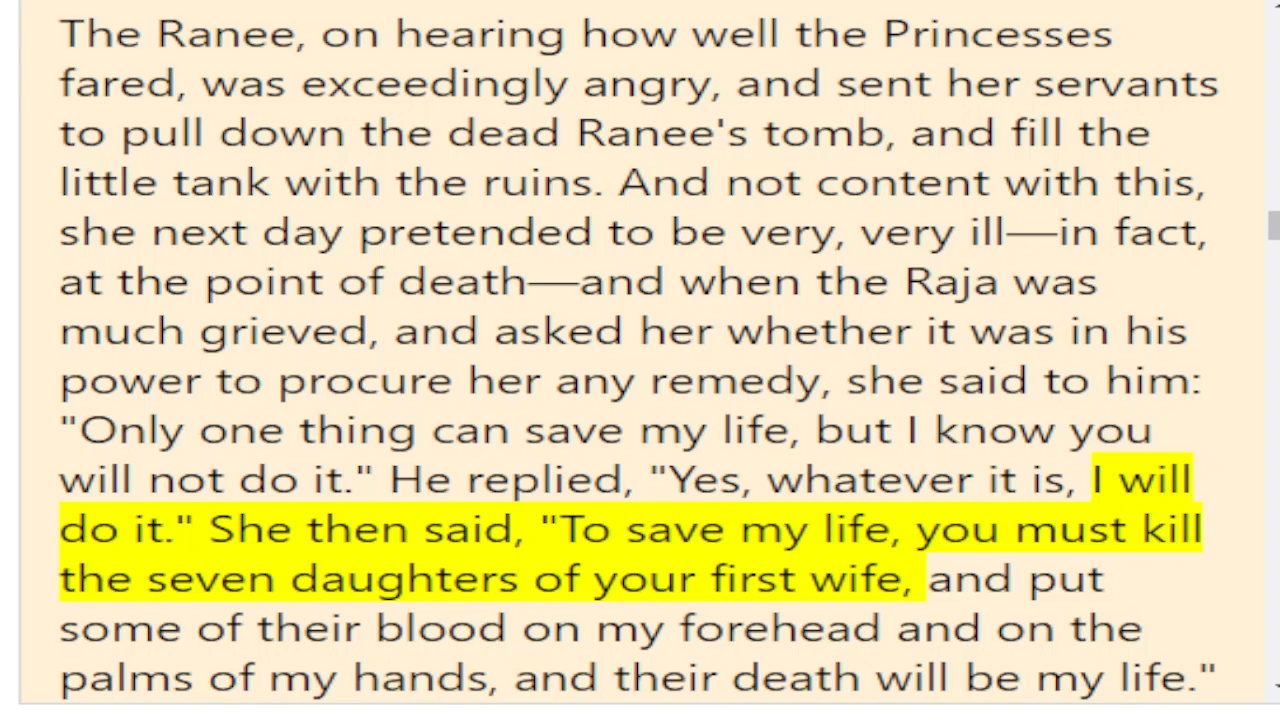 The Ranee, on hearing how well the Princesses
fared, was exceedingly angry, and sent her servants
to pull down the dead Ranee's tomb, and fill the
little tank with the ruins. And not content with this,
she next day pretended to be very, very ill—in fact,
at the point of death—and when the Raja was
much grieved, and asked her whether it was in his
power to procure her any remedy, she said to him:
"Only one thing can save my life, but I know you
will not do it." He replied, "Yes, whatever it is, I will
do it." She then said, "To save my life, you must kill
the seven daughters of your first wife, and put
some of their blood on my forehead and on the
palms of my hands, and their death will be my life."